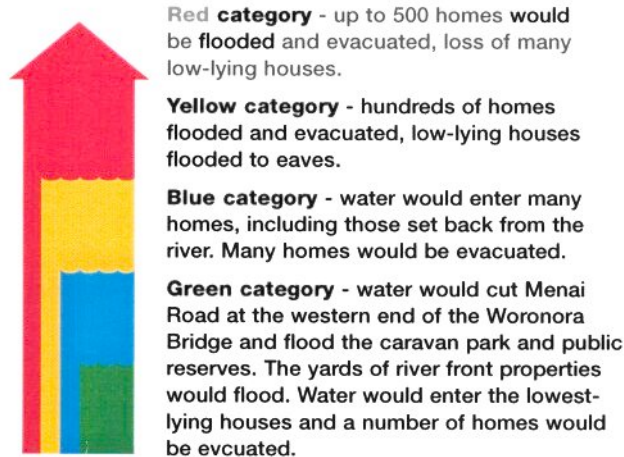 Red category - up to 500 homes would
be flooded and evacuated, loss of many
low-lying houses.
Yellow category - hundreds of homes
flooded and evacuated, low-lying houses
flooded to eaves.
Blue category - water would enter many
homes, including those set back from the
river. Many homes would be evacuated.
Green category - water would cut Menai
Road at the western end of the Woronora
Bridge and flood the caravan park and public
reserves. The yards of river front properties
would flood. Water would enter the lowest-
lying houses and a number of homes would
be evcuated.